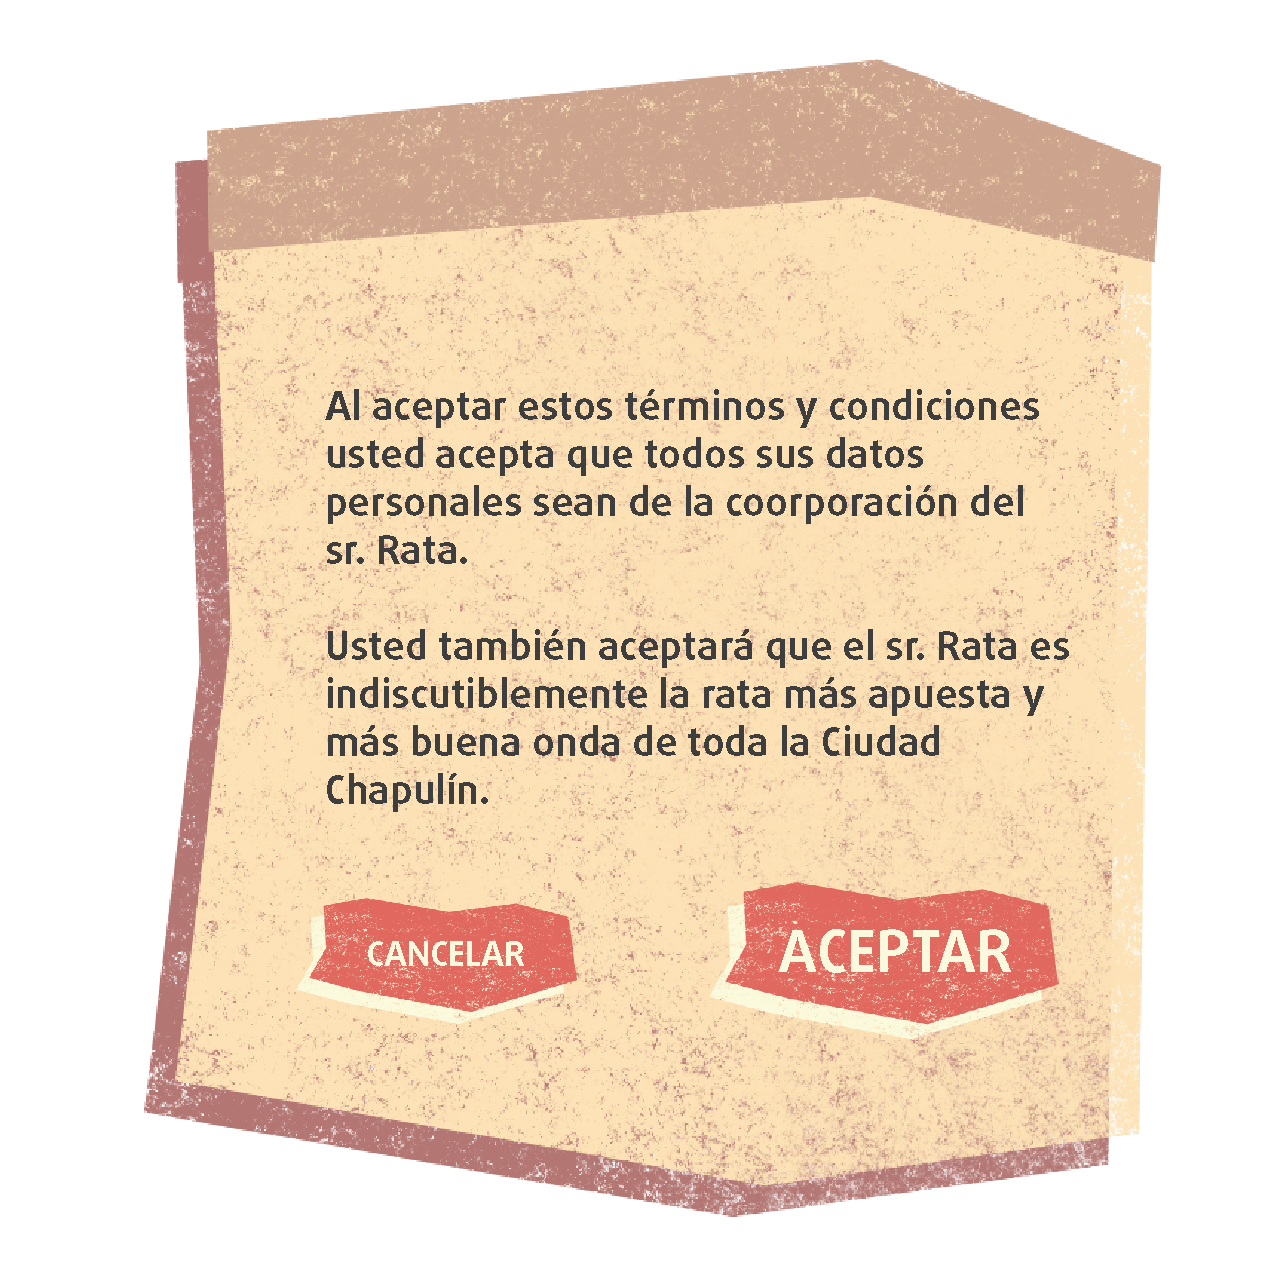 Al aceptar estos términos y condiciones
usted acepta que todos sus datos
personales sean de la coorporación del
sr. Rata.
Usted también aceptará que el sr. Rata es
indiscutiblemente la rata más apuesta y
más buena onda de toda la Ciudad
Chapulín.
CANCELAR
ACEPTAR